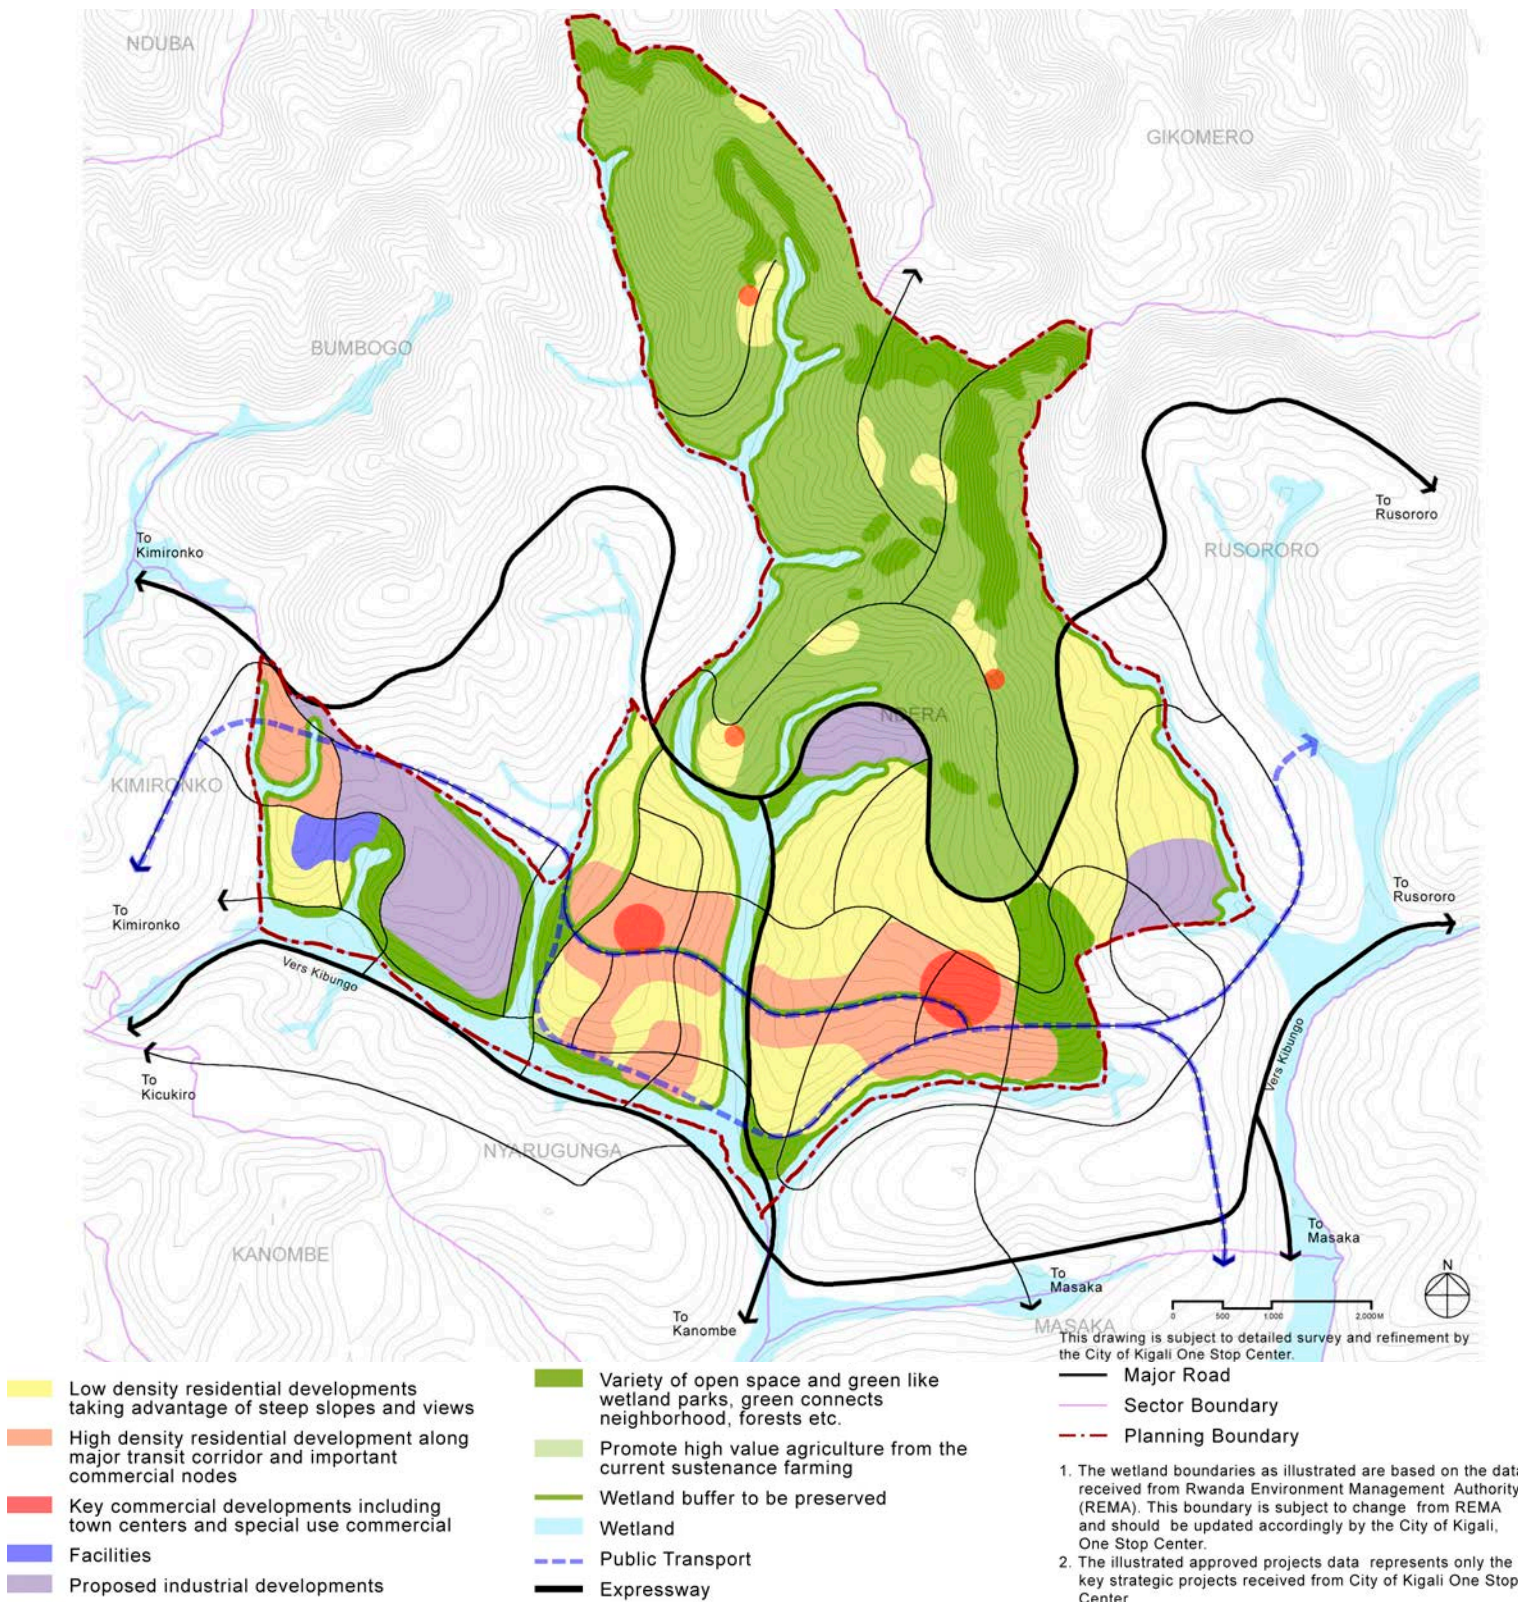 NDUBA
GIKOMERO
BUMBOGO
To
Rusororo
To
Kimironko
RUSORORO
NDERA
KIMIRONKO
To
Rusororo
To
Kimironko
Vers Kibungo
Vers Kibungo
To
Kicukiro
NYARUGUNGA
KANOMBE
To
Masaka
To
Masaka
N
To
Kanombe
MASAKA
0 500 1,000 2,000M
This drawing is subject to detailed survey and refinement by
the City of Kigali One Stop Center.
Low density residential developments
taking advantage of steep slopes and views
High density residential development along
major transit corridor and important
commercial nodes
Key commercial developments including
town centers and special use commercial
Facilities
Proposed industrial developments
Variety of open space and green like
wetland parks, green connects
neighborhood, forests etc.
Promote high value agriculture from the
current sustenance farming
Wetland buffer to be preserved
Wetland
Public Transport
Expressway
Major Road
Sector Boundary
Planning Boundary
1. The wetland boundaries as illustrated are based on the data
received from Rwanda Environment Management Authority
(REMA). This boundary is subject to change from REMA
and should be updated accordingly by the City of Kigali,
One Stop Center.
2. The illustrated approved projects data represents only the
key strategic projects received from City of Kigali One Stop
Center.